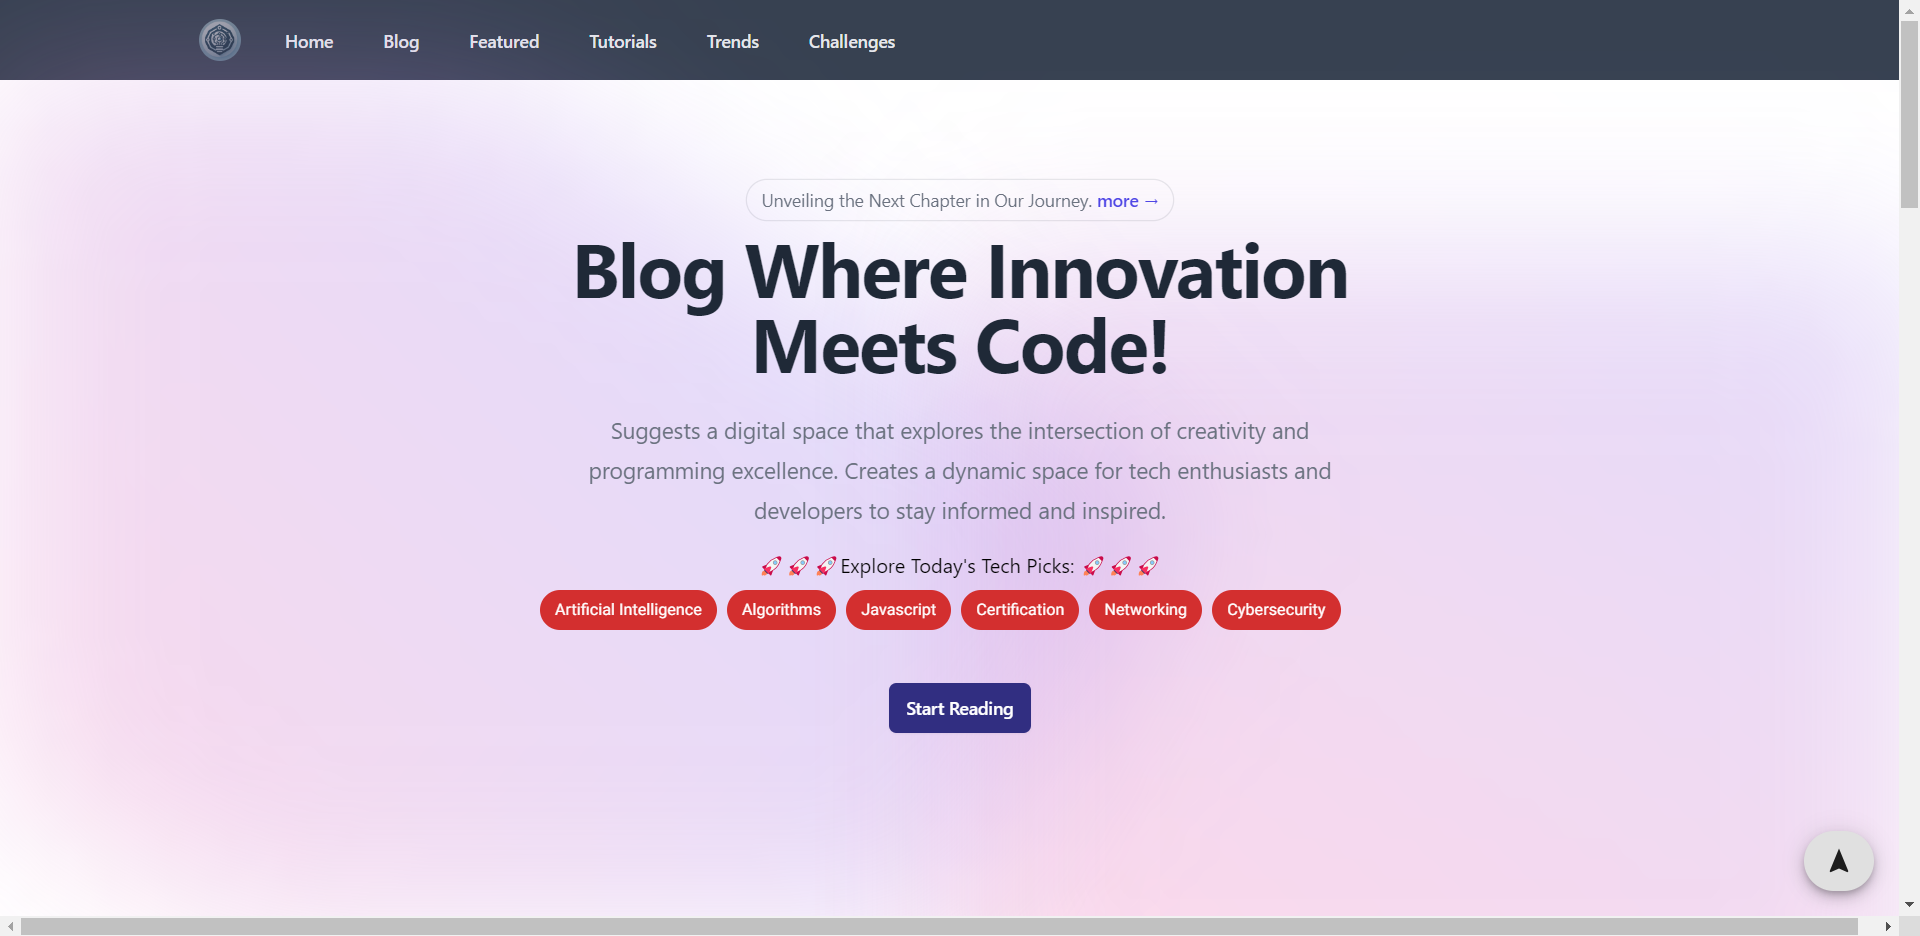 Home Blog Featured Tutorials Trends Challenges
Unveiling the Next Chapter in Our Journey. more →
Blog Where Innovation
Meets Code!
Suggests a digital space that explores the intersection of creativity and
programming excellence. Creates a dynamic space for tech enthusiasts and
developers to stay informed and inspired.
🚀 🚀 🚀 Explore Today's Tech Picks: 🚀 🚀 🚀
Artificial Intelligence Algorithms Javascript Certification Networking Cybersecurity
Start Reading